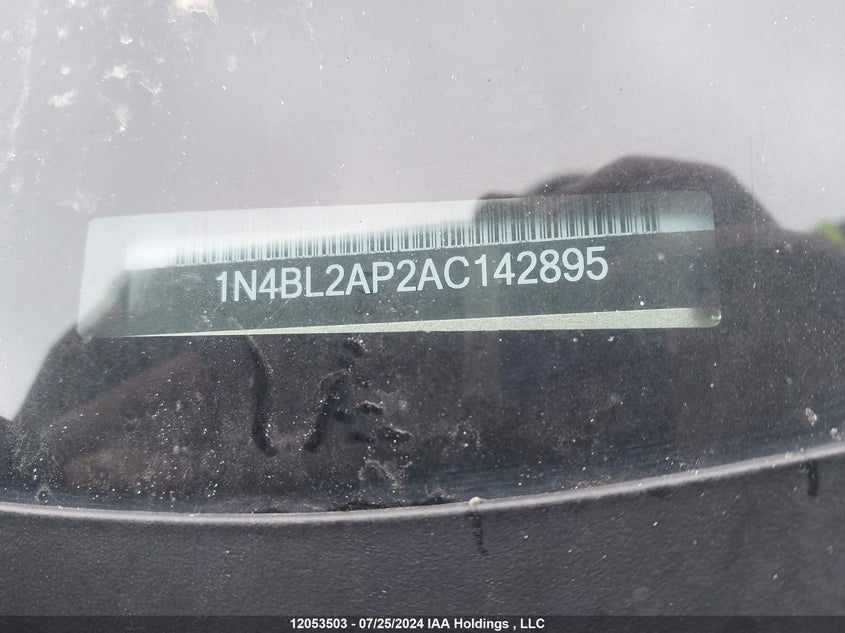 1N4BL2AP2AC142895
12053503 - 07/25/2024 IAA Holdings , LLC